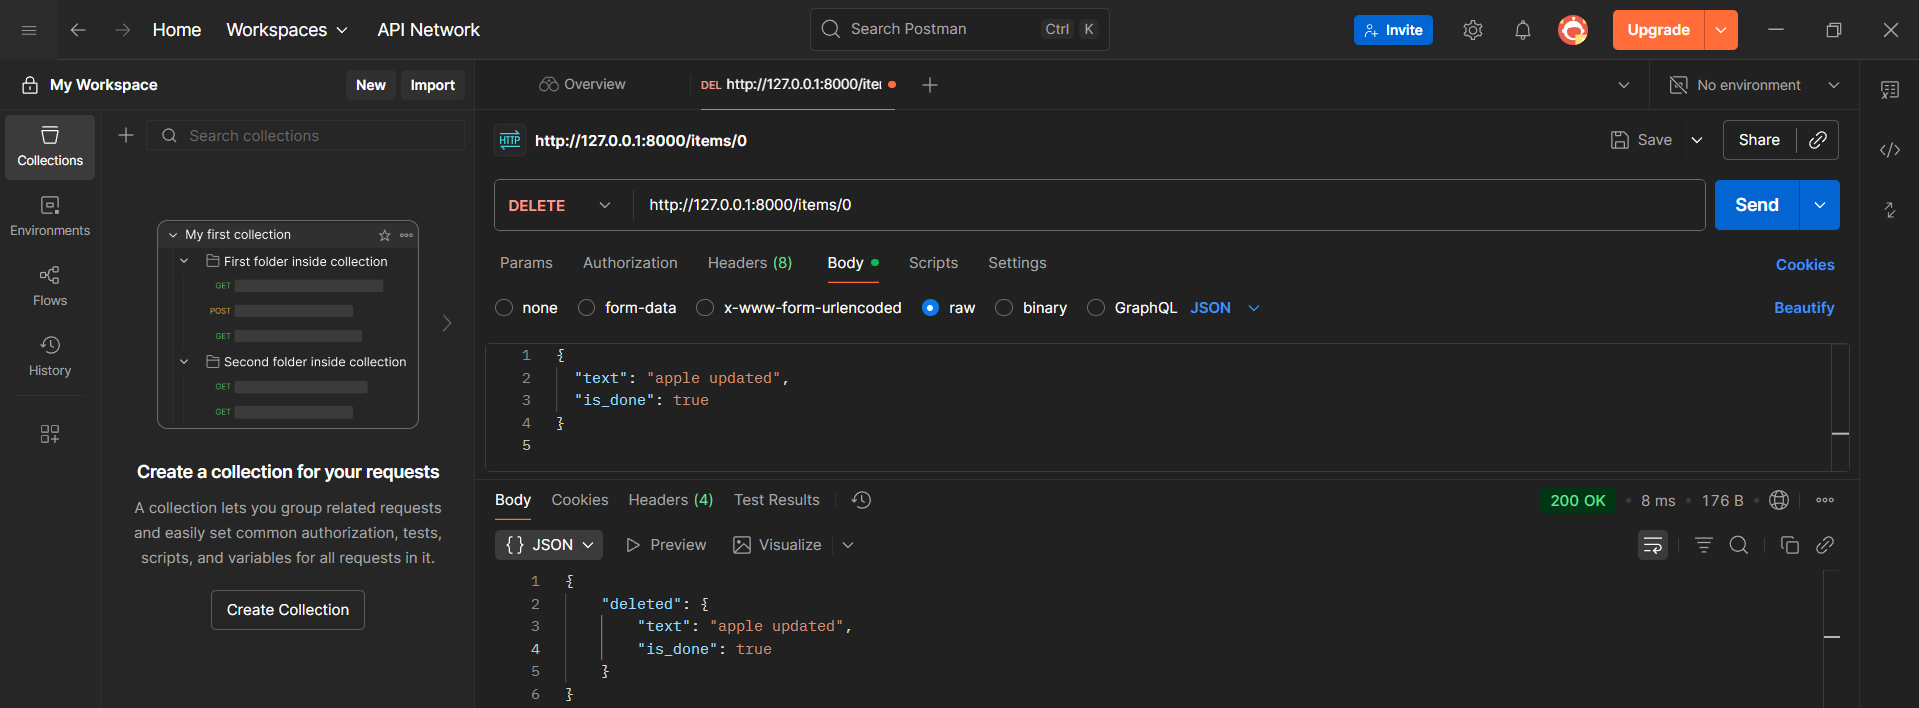 Home
Workspaces
API Network
Search Postman
Ctrl K
Invite
Upgrade
My Workspace
New
Import
Overview
DEL http://127.0.0.1:8000/iter
No environment
Collections
Environments
Flows
History
Search collections
My first collection
First folder inside collection
GET
POST
GET
Second folder inside collection
GET
GET
Create a collection for your requests
A collection lets you group related requests
and easily set common authorization, tests,
scripts, and variables for all requests in it.
Create Collection
HTTP http://127.0.0.1:8000/items/0
Save
Share
DELETE http://127.0.0.1:8000/items/0
Send
Params Authorization Headers (8) Body Scripts Settings
Cookies
none form-data x-www-form-urlencoded raw binary GraphQL JSON
Beautify
1 {
2 "text": "apple updated",
3 "is_done": true
4 }
5
Body Cookies Headers (4) Test Results
200 OK • 8 ms • 176 B •
{} JSON Preview Visualize
1 {
2 "deleted": {
3 "text": "apple updated",
4 "is_done": true
5 }
6 }